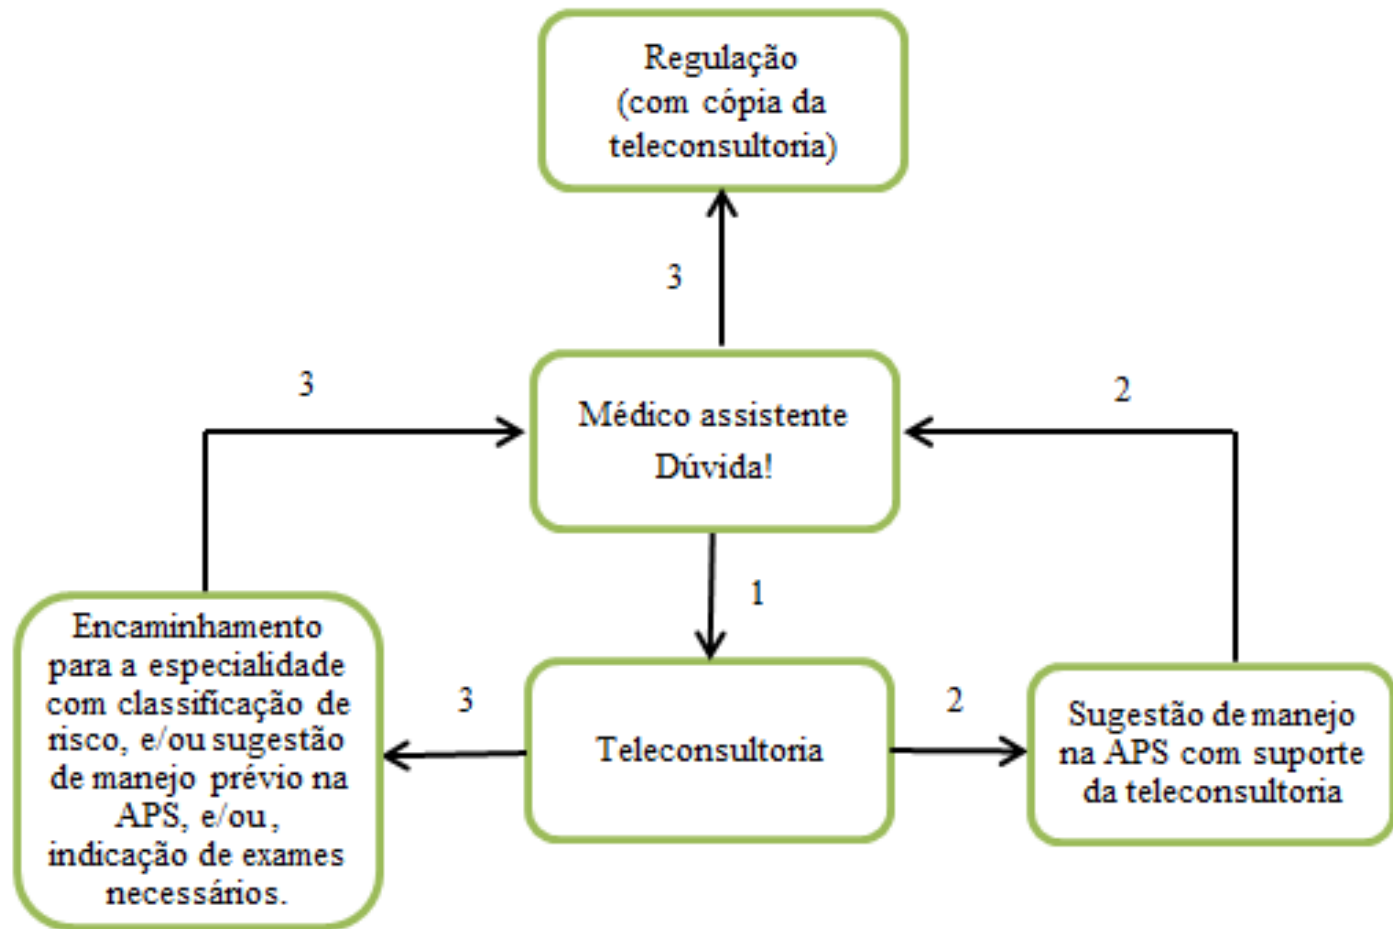 Regulação
(com cópia da
teleconsultoria)
3
3
2
Médico assistente
Dúvida!
1
Encaminhamento
para a especialidade
com classificação de
risco, e/ou sugestão
de manejo prévio na
APS, e/ou,
indicação de exames
necessários.
3
Teleconsultoria
2
Sugestão de manejo
na APS com suporte
da teleconsultoria